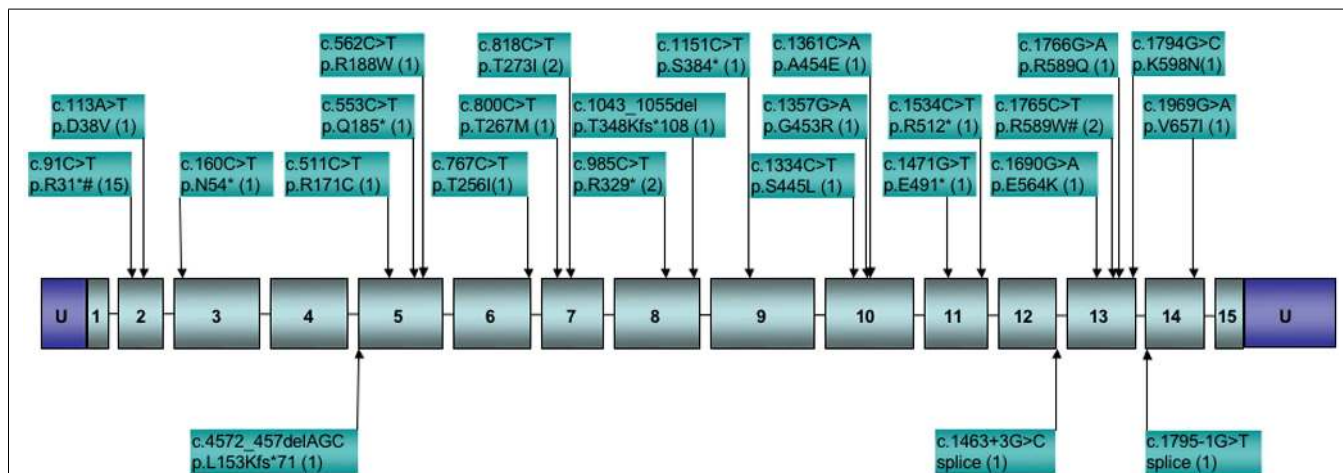 c.91C>T
p.R31*# (15)
c.113A>T
p.D38V (1)
c.160C>T
p.N54* (1)
c.511C>T
p.R171C (1)
c.562C>T
p.R188W (1)
c.553C>T
p.Q185* (1)
c.767C>T
p.T256I(1)
c.818C>T
p.T273I (2)
c.800C>T
p.T267M (1)
c.985C>T
p.R329* (2)
c.1043_1055del
p.T348Kfs*108 (1)
c.1151C>T
p.S384* (1)
c.1334C>T
p.S445L (1)
c.1361C>A
p.A454E (1)
c.1357G>A
p.G453R (1)
c.1471G>T
p.E491* (1)
c.1534C>T
p.R512* (1)
c.1766G>A
p.R589Q (1)
c.1765C>T
p.R589W# (2)
c.1690G>A
p.E564K (1)
c.1794G>C
p.K598N(1)
c.1969G>A
p.V657I (1)
U 1 2 3 4 5 6 7 8 9 10 11 12 13 14 15 U
c.4572_457delAGC
p.L153Kfs*71 (1)
c.1463+3G>C
splice (1)
c.1795-1G>T
splice (1)